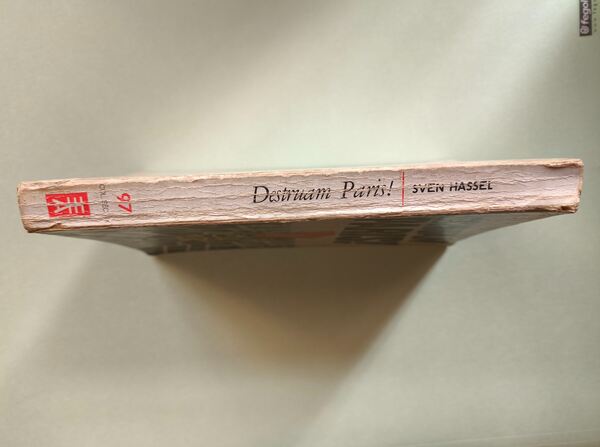 Destruam Paris!
SVEN HASSEL
97